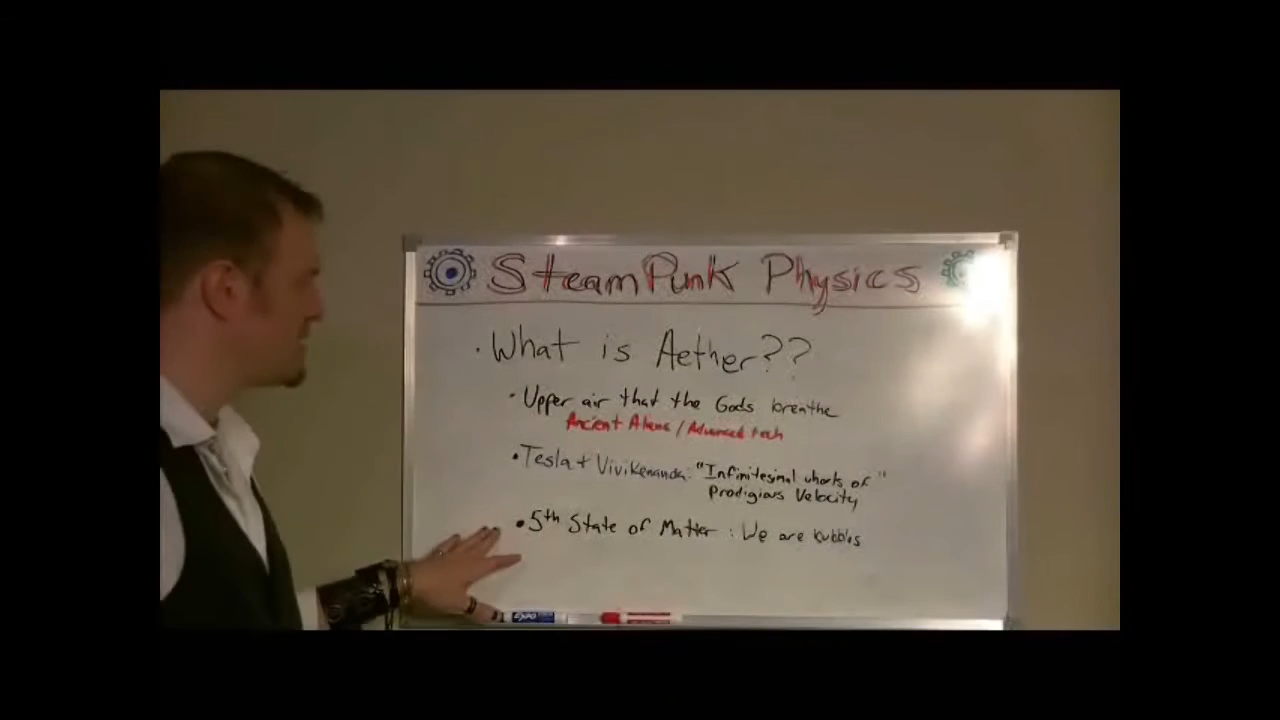 SteamPunk Physics
· What is Aether??
· Upper air that the Gods breathe
Ancient Aliens / Advanced tech
· Tesla + Vivikenanda: "Infinitesimal whorls of"
Prodigious Velocity
· 5th State of Matter: We are bubbles
EXPO